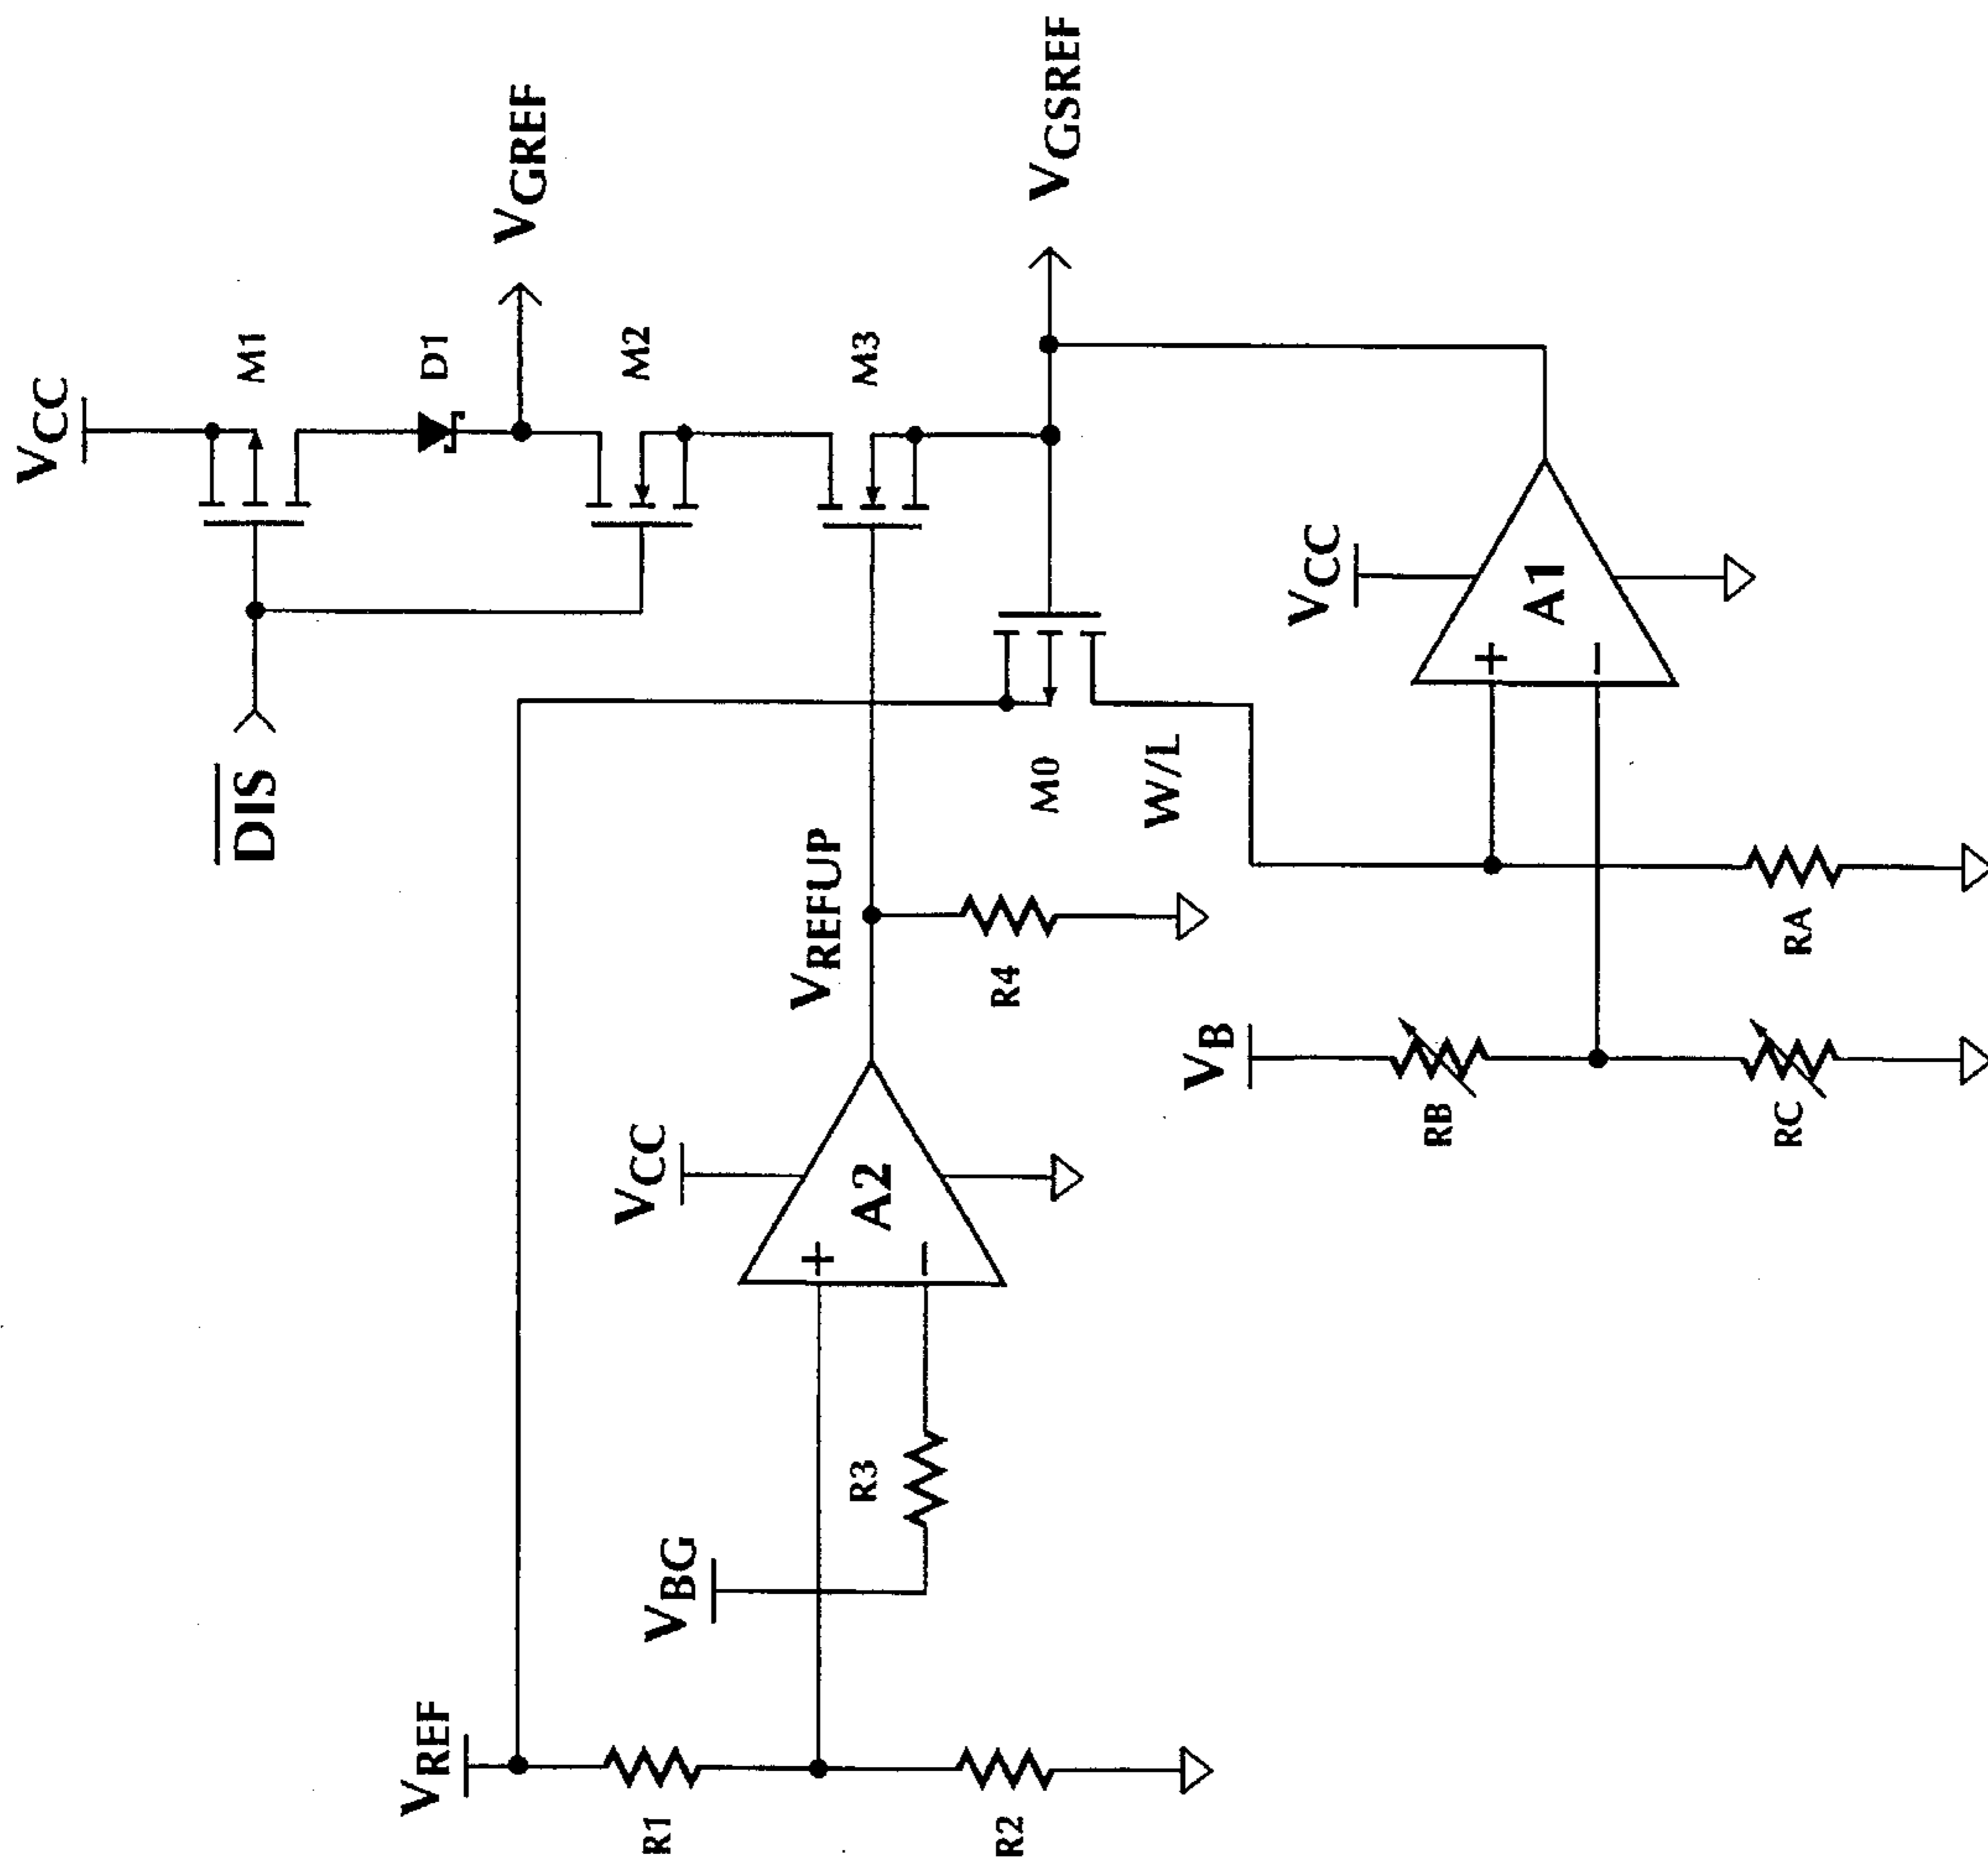 VCC
M1
D1
VGREF
M2
M3
VGSREF
DIS
VCC
A1
+
−
M0
W/L
VREFUP
R4
RA
VB
RB
RC
VCC
A2
+
−
R3
VBG
VREF
R1
R2